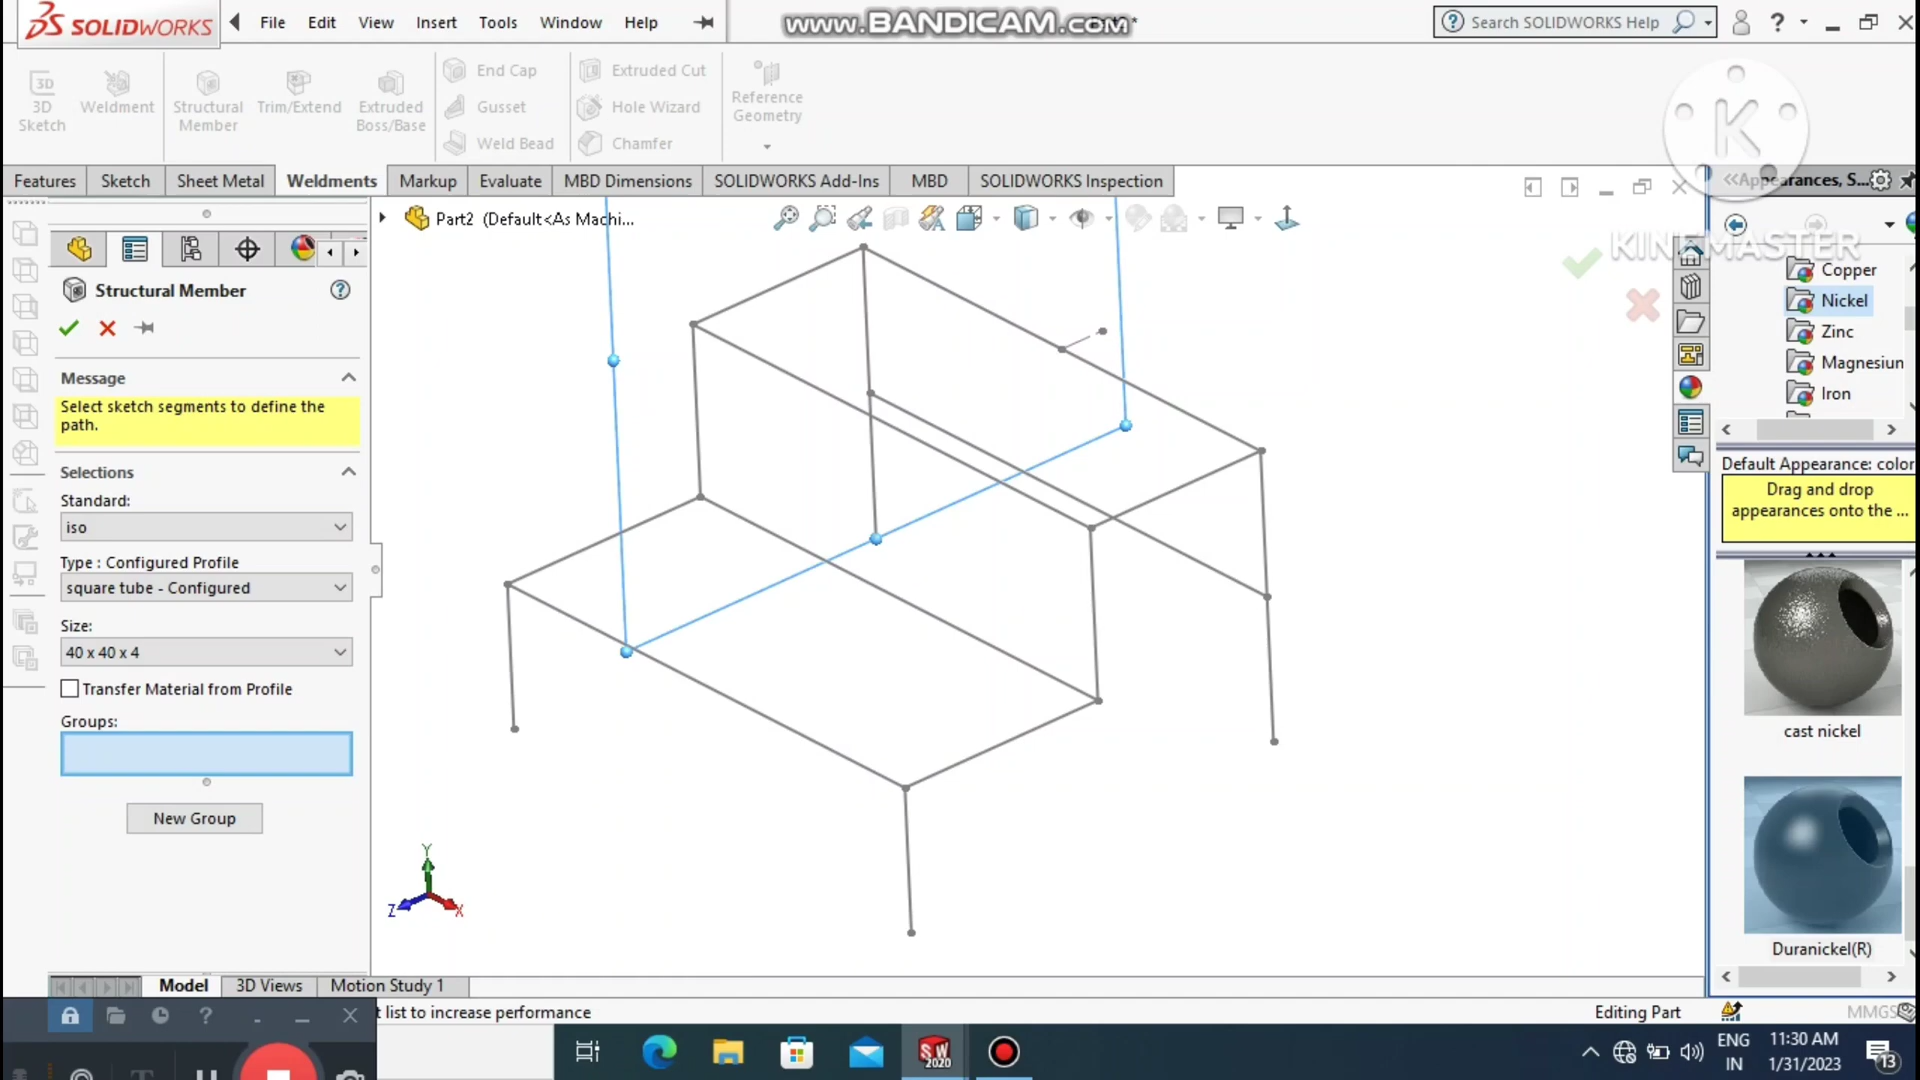 SOLIDWORKS
File Edit View Insert Tools Window Help
www.BANDICAM.com
*
Search SOLIDWORKS Help
3D Sketch
Weldment
Structural Member
Trim/Extend
Extruded Boss/Base
End Cap
Gusset
Weld Bead
Extruded Cut
Hole Wizard
Chamfer
Reference Geometry
Features Sketch Sheet Metal Weldments Markup Evaluate MBD Dimensions SOLIDWORKS Add-Ins MBD SOLIDWORKS Inspection
K
KINEMASTER
Part2 (Default<As Machi...
Structural Member
Message
Select sketch segments to define the
path.
Selections
Standard:
iso
Type : Configured Profile
square tube - Configured
Size:
40 x 40 x 4
Transfer Material from Profile
Groups:
New Group
Y
Z
X
<<Appearances, S...
Copper
Nickel
Zinc
Magnesiun
Iron
Default Appearance: color
Drag and drop
appearances onto the ...
cast nickel
Duranickel(R)
Model 3D Views Motion Study 1
t list to increase performance
Editing Part
MMGS
SW
2020
ENG
IN
11:30 AM
1/31/2023
13